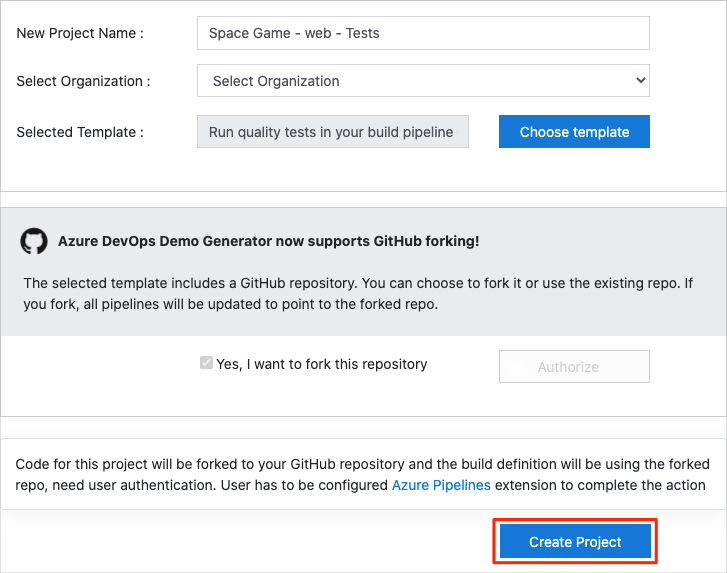 New Project Name :
Space Game - web - Tests
Select Organization :
Select Organization
Selected Template :
Run quality tests in your build pipeline
Choose template
Azure DevOps Demo Generator now supports GitHub forking!
The selected template includes a GitHub repository. You can choose to fork it or use the existing repo. If
you fork, all pipelines will be updated to point to the forked repo.
Yes, I want to fork this repository
Authorize
Code for this project will be forked to your GitHub repository and the build definition will be using the forked
repo, need user authentication. User has to be configured Azure Pipelines extension to complete the action
Create Project